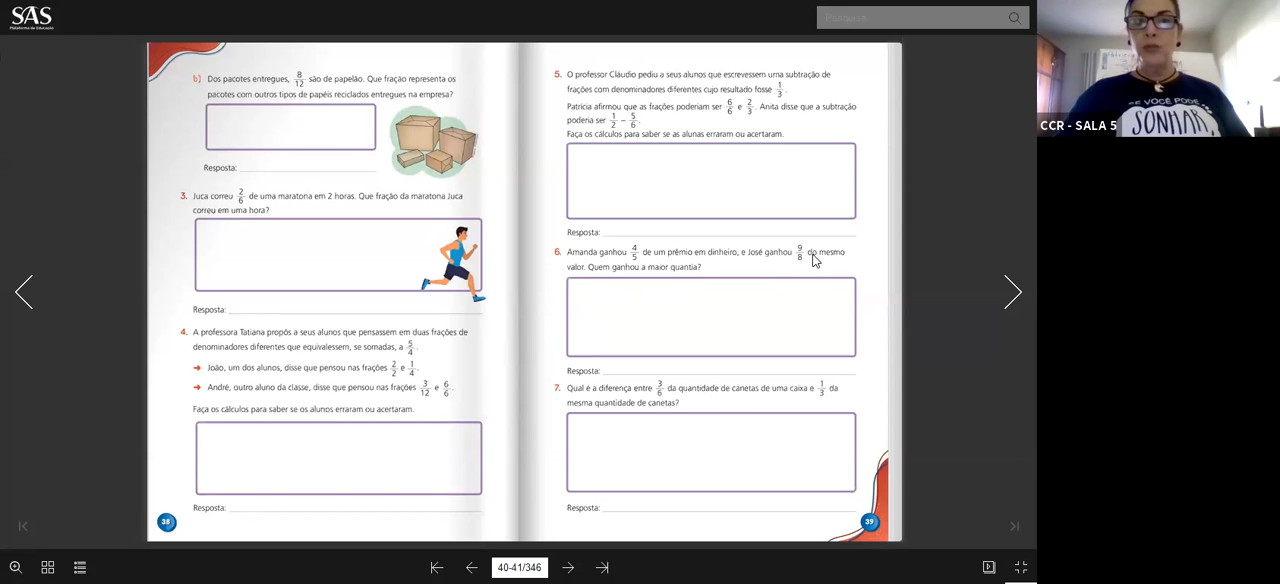 SAS
Plataforma de Educação
Pesquise
b) Dos pacotes entregues, 8/12 são de papelão. Que fração representa os
pacotes com outros tipos de papéis reciclados entregues na empresa?
Resposta:
3. Juca correu 2/6 de uma maratona em 2 horas. Que fração da maratona Juca
correu em uma hora?
Resposta:
4. A professora Tatiana propôs a seus alunos que pensassem em duas frações de
denominadores diferentes que equivalessem, se somadas, a 5/4.
➔ João, um dos alunos, disse que pensou nas frações 2/2 e 1/4.
➔ André, outro aluno da classe, disse que pensou nas frações 3/12 e 6/6.
Faça os cálculos para saber se os alunos erraram ou acertaram.
Resposta:
38
5. O professor Cláudio pediu a seus alunos que escrevessem uma subtração de
frações com denominadores diferentes cujo resultado fosse 1/3.
Patrícia afirmou que as frações poderiam ser 6/6 e 2/3. Anita disse que a subtração
poderia ser 1/2 – 5/6.
Faça os cálculos para saber se as alunas erraram ou acertaram.
Resposta:
6. Amanda ganhou 4/5 de um prêmio em dinheiro, e José ganhou 9/8 do mesmo
valor. Quem ganhou a maior quantia?
Resposta:
7. Qual é a diferença entre 3/6 da quantidade de canetas de uma caixa e 1/3 da
mesma quantidade de canetas?
Resposta:
39
SE VOCÊ PODE
SONHAR
CCR - SALA 5
40-41/346